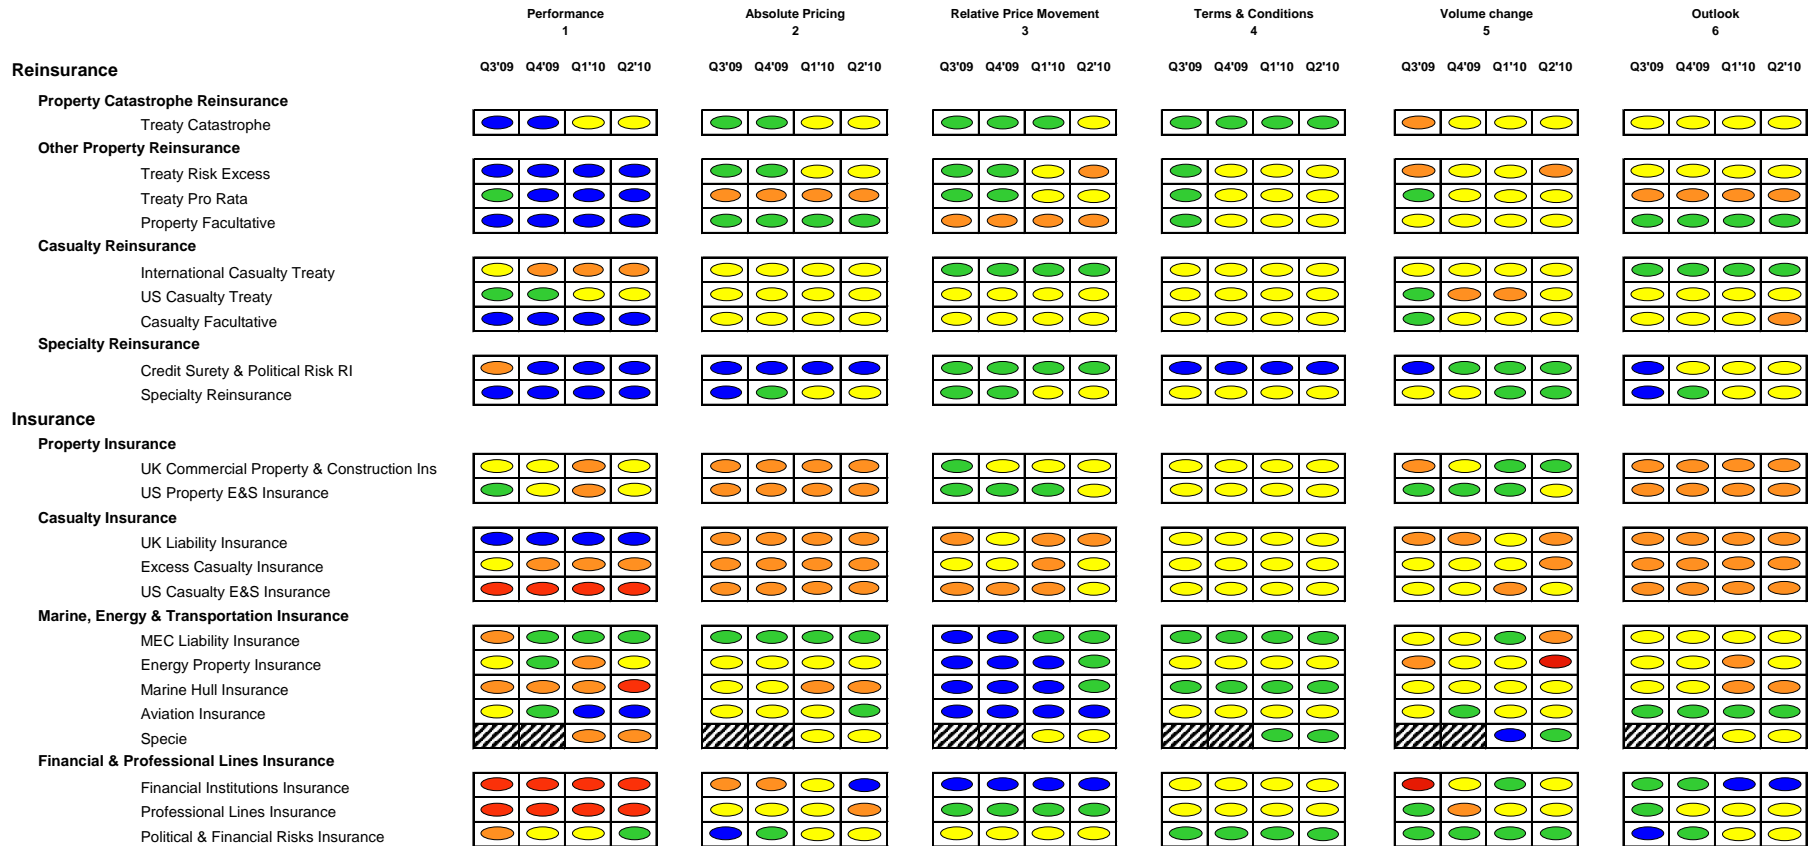 Performance Absolute Pricing Relative Price Movement Terms & Conditions Volume change Outlook
1 2 3 4 5 6
Reinsurance Q3'09 Q4'09 Q1'10 Q2'10 Q3'09 Q4'09 Q1'10 Q2'10 Q3'09 Q4'09 Q1'10 Q2'10 Q3'09 Q4'09 Q1'10 Q2'10 Q3'09 Q4'09 Q1'10 Q2'10 Q3'09 Q4'09 Q1'10 Q2'10
Property Catastrophe Reinsurance
Treaty Catastrophe
Other Property Reinsurance
Treaty Risk Excess
Treaty Pro Rata
Property Facultative
Casualty Reinsurance
International Casualty Treaty
US Casualty Treaty
Casualty Facultative
Specialty Reinsurance
Credit Surety & Political Risk RI
Specialty Reinsurance
Insurance
Property Insurance
UK Commercial Property & Construction Ins
US Property E&S Insurance
Casualty Insurance
UK Liability Insurance
Excess Casualty Insurance
US Casualty E&S Insurance
Marine, Energy & Transportation Insurance
MEC Liability Insurance
Energy Property Insurance
Marine Hull Insurance
Aviation Insurance
Specie
Financial & Professional Lines Insurance
Financial Institutions Insurance
Professional Lines Insurance
Political & Financial Risks Insurance